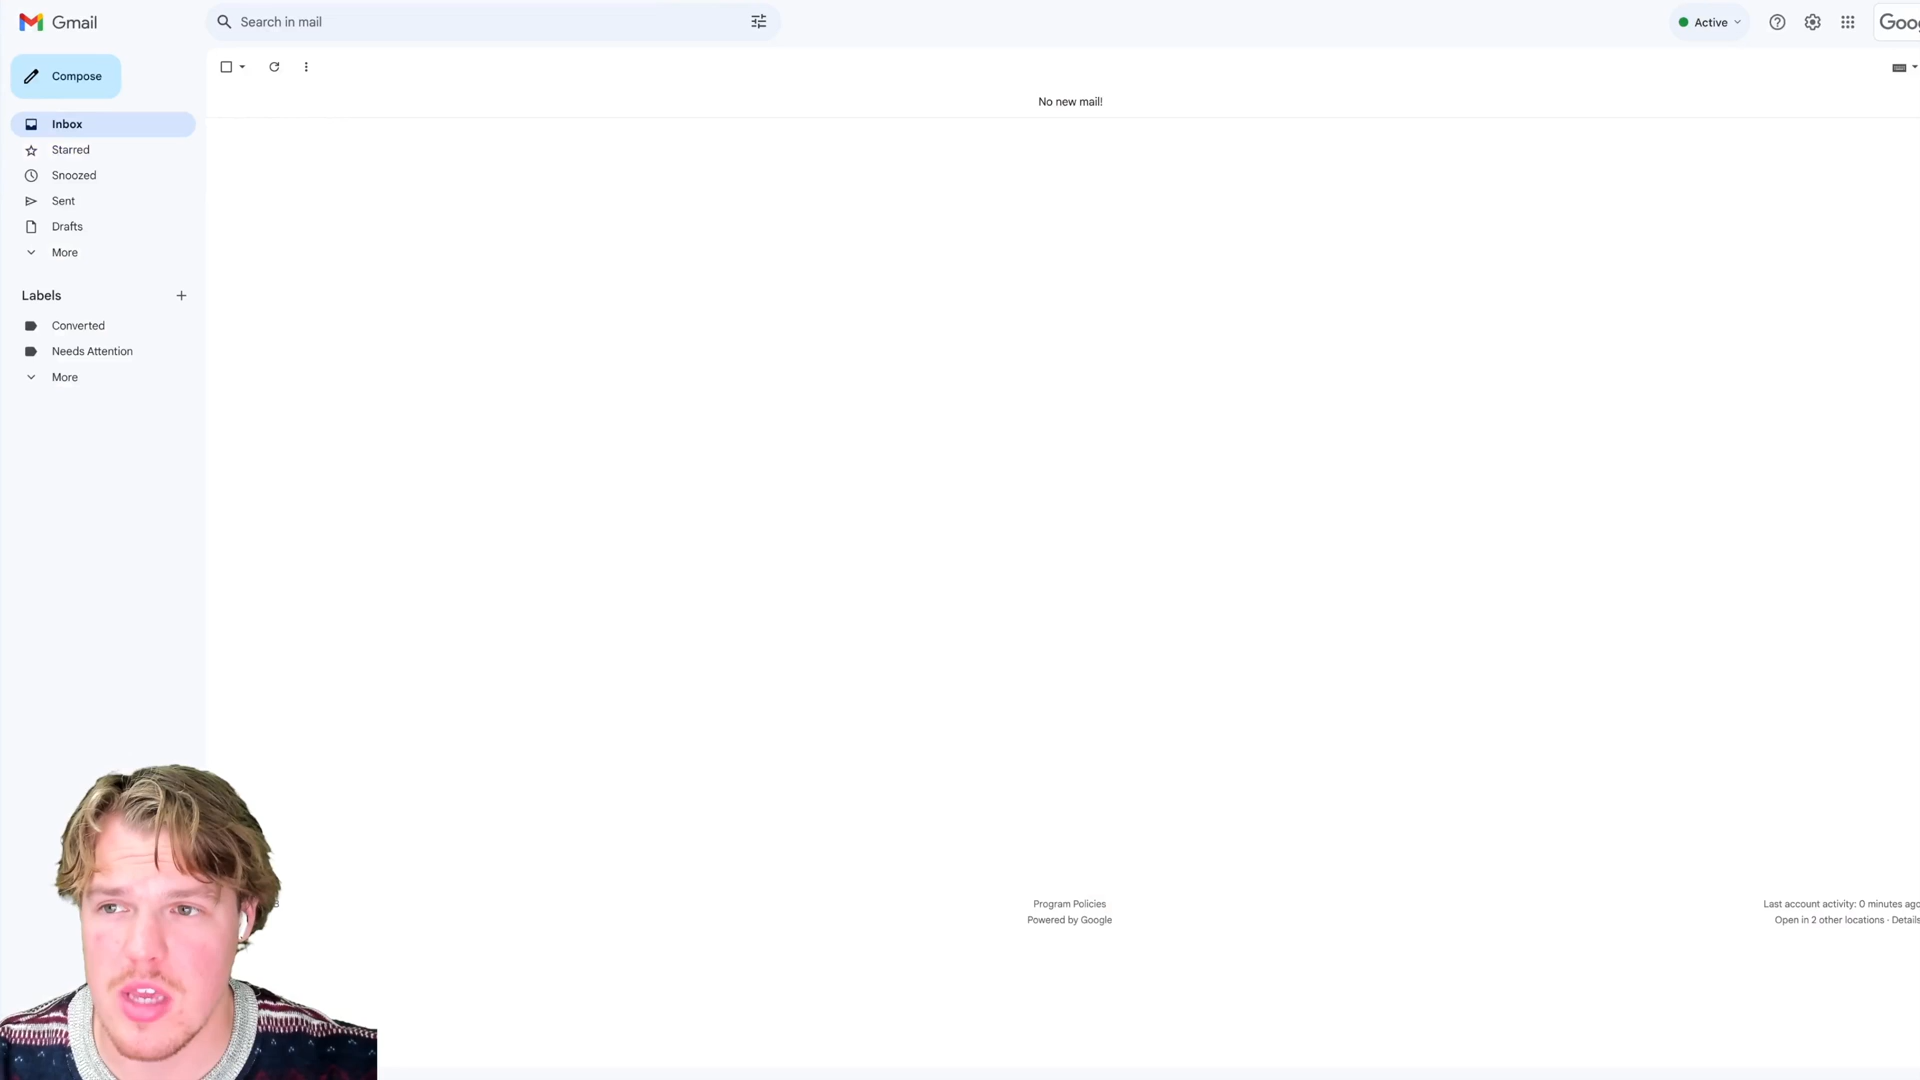 Gmail
Search in mail
Active
Compose
No new mail!
Inbox
Starred
Snoozed
Sent
Drafts
More
Labels
Converted
Needs Attention
More
Program Policies
Powered by Google
Last account activity: 0 minutes ago
Open in 2 other locations · Details